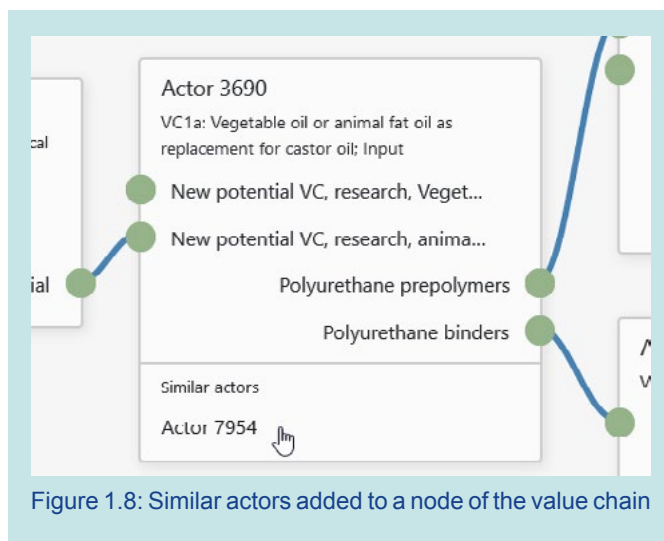 cal
ial
Actor 3690
VC1a: Vegetable oil or animal fat oil as
replacement for castor oil; Input
New potential VC, research, Veget...
New potential VC, research, anima...
Polyurethane prepolymers
Polyurethane binders
Similar actors
Actor 7954
Figure 1.8: Similar actors added to a node of the value chain